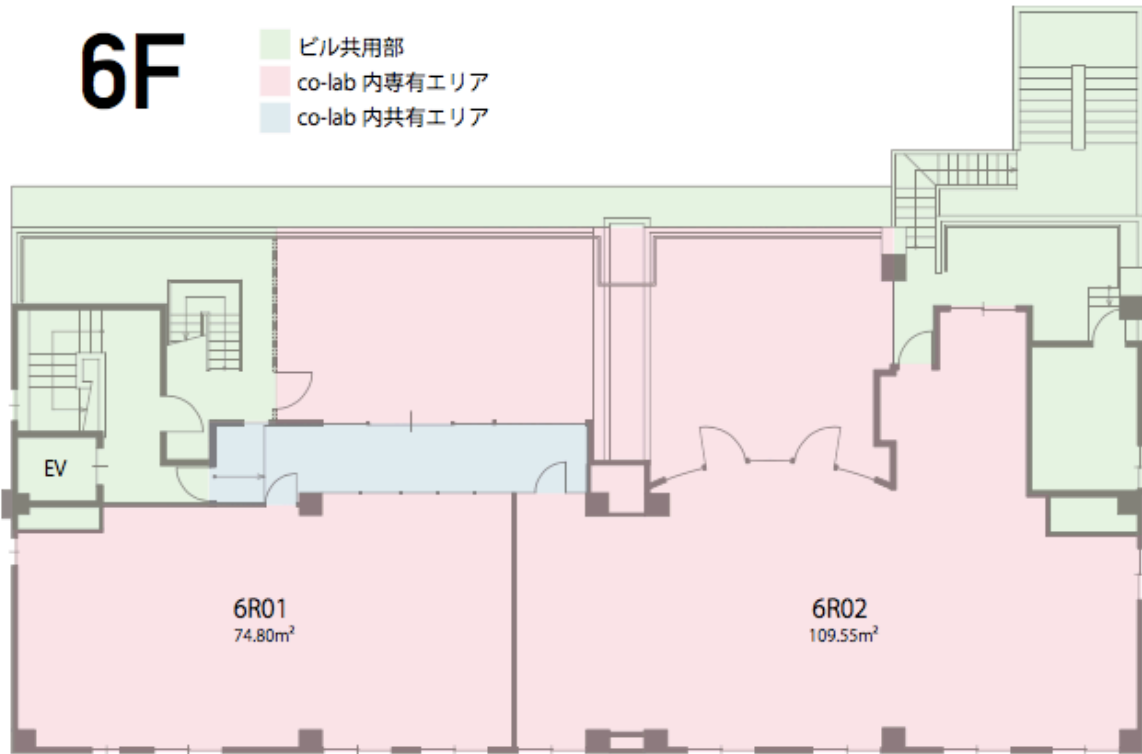 6F
ビル共用部
co-lab 内専有エリア
co-lab 内共有エリア
EV
6R01
74.80m²
6R02
109.55m²